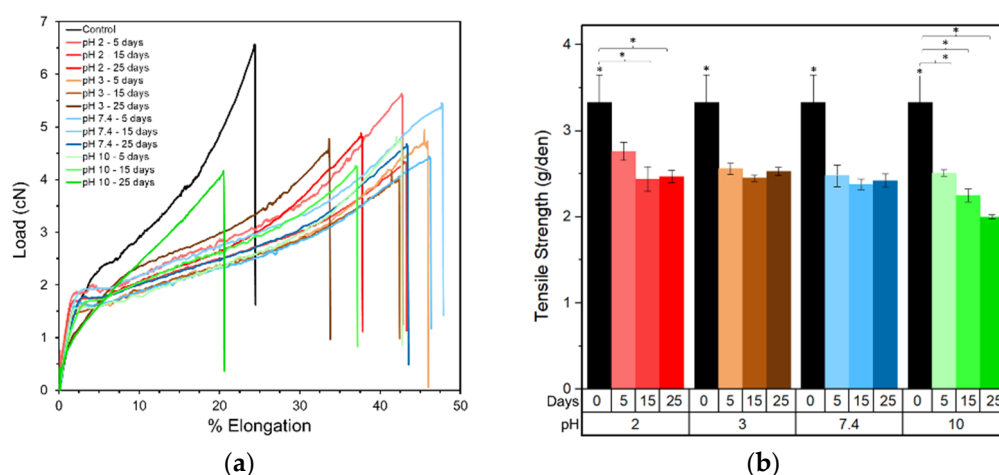 7
6
5
4
3
2
1
0
Load (cN)
Control
pH 2 - 5 days
pH 2 - 15 days
pH 2 - 25 days
pH 3 - 5 days
pH 3 - 15 days
pH 3 - 25 days
pH 7.4 - 5 days
pH 7.4 - 15 days
pH 7.4 - 25 days
pH 10 - 5 days
pH 10 - 15 days
pH 10 - 25 days
0 10 20 30 40 50
% Elongation
(a)
4
3
2
1
0
Tensile Strength (g/den)
* * * * * * * * *
Days 0 5 15 25 0 5 15 25 0 5 15 25 0 5 15 25
pH 2 3 7.4 10
(b)